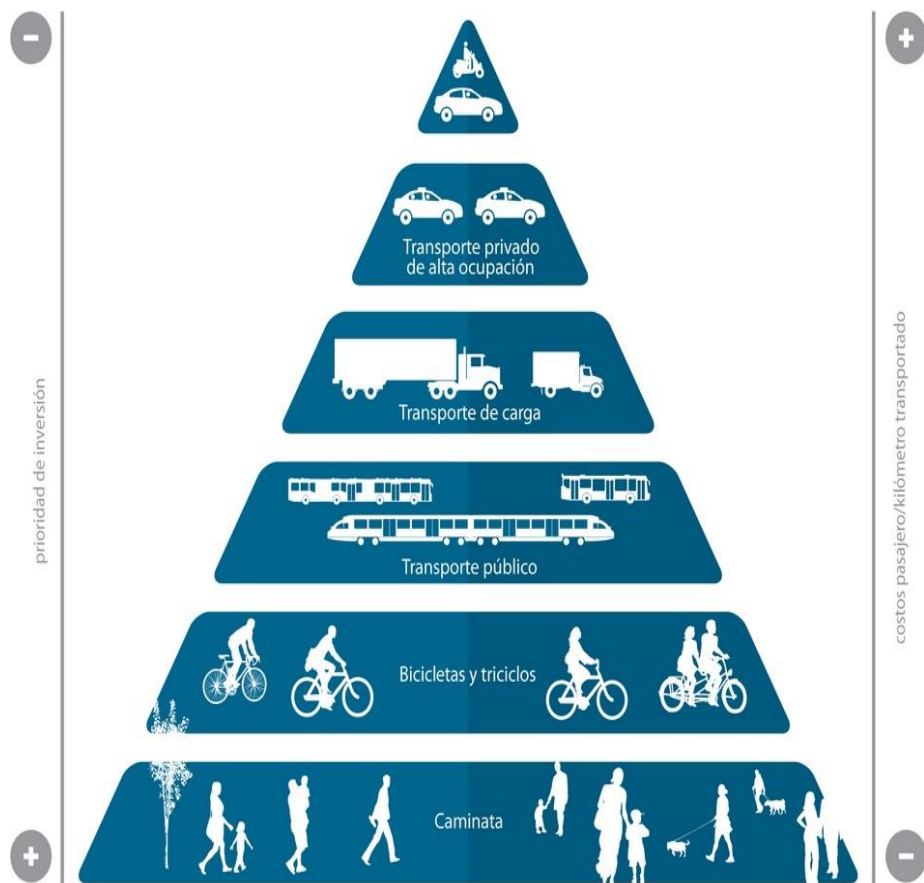 −
+
Transporte privado
de alta ocupación
Transporte de carga
prioridad de inversión
costos pasajero/kilómetro transportado
Transporte público
Bicicletas y triciclos
Caminata
+
−